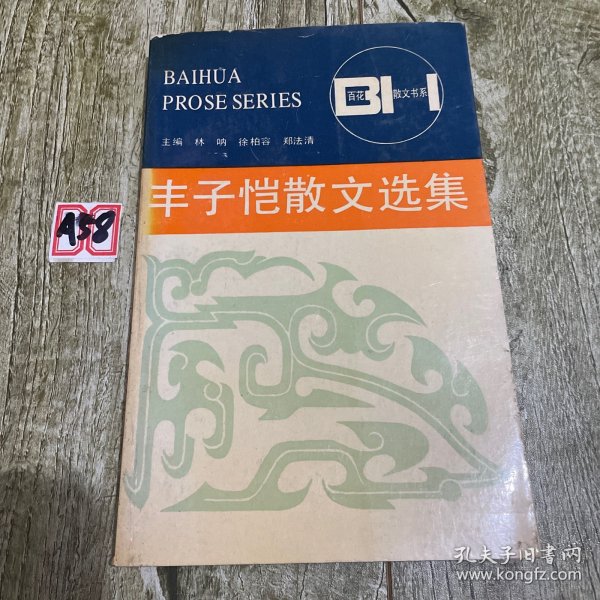 BAIHUA
PROSE SERIES
百花 BH 散文书系
主编 林 呐 徐柏容 郑法清
丰子恺散文选集
A58
孔夫子旧书网
www.kongfz.com